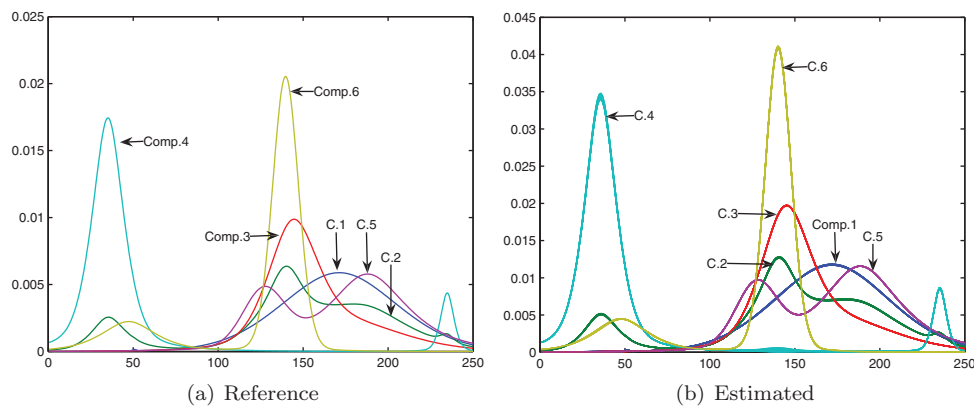 0.025
0.02
0.015
0.01
0.005
0
0 50 100 150 200 250
Comp.6
Comp.4
Comp.3
C.1
C.5
C.2
(a) Reference
0.045
0.04
0.035
0.03
0.025
0.02
0.015
0.01
0.005
0
0 50 100 150 200 250
C.6
C.4
C.3
Comp.1
C.2
C.5
(b) Estimated